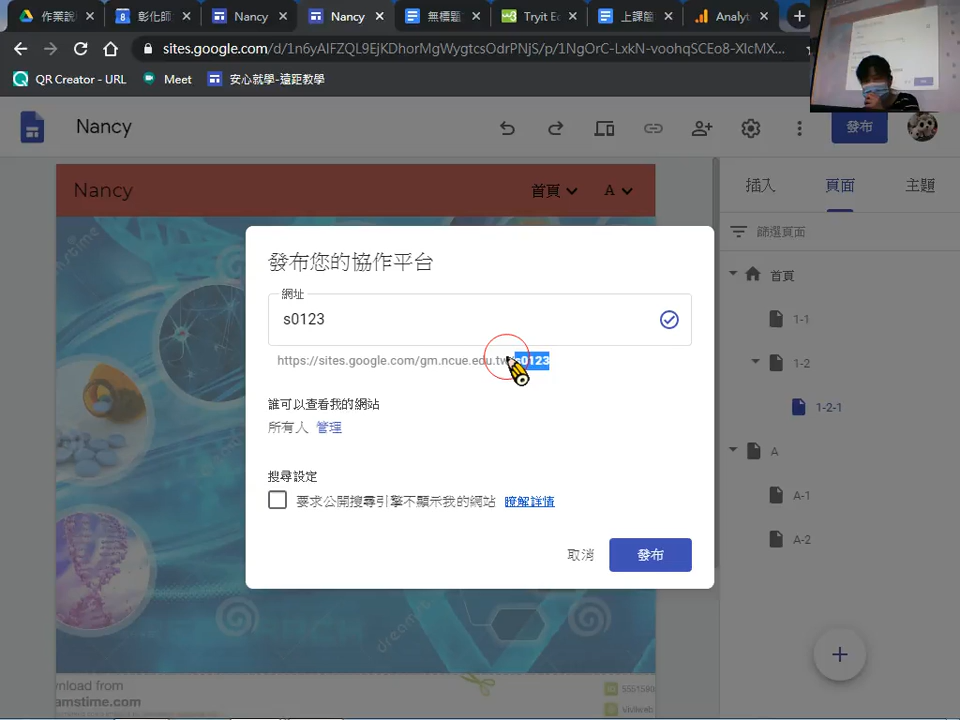 作業說
彰化師
Nancy
Nancy
無標題
Tryit Ec
上課簡
Analyt
sites.google.com/d/1n6yAIFZQL9EjKDhorMgWygtcsOdrPNjS/p/1NgOrC-LxkN-voohqSCEo8-XIcMX...
QR Creator - URL
Meet
安心就學-遠距教學
Nancy
發布
Nancy
首頁
A
插入
頁面
主題
篩選頁面
首頁
1-1
1-2
1-2-1
A
A-1
A-2
發布您的協作平台
網址
s0123
https://sites.google.com/gm.ncue.edu.tw/s0123
誰可以查看我的網站
所有人 管理
搜尋設定
要求公開搜尋引擎不顯示我的網站 瞭解詳情
取消
發布
nload from
amstime.com